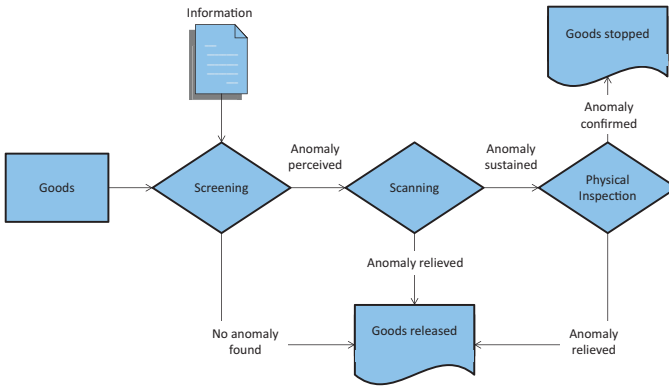 Information
Goods stopped
Anomaly
confirmed
Anomaly
perceived
Anomaly
sustained
Goods
Screening
Scanning
Physical
Inspection
Anomaly relieved
No anomaly
found
Goods released
Anomaly
relieved